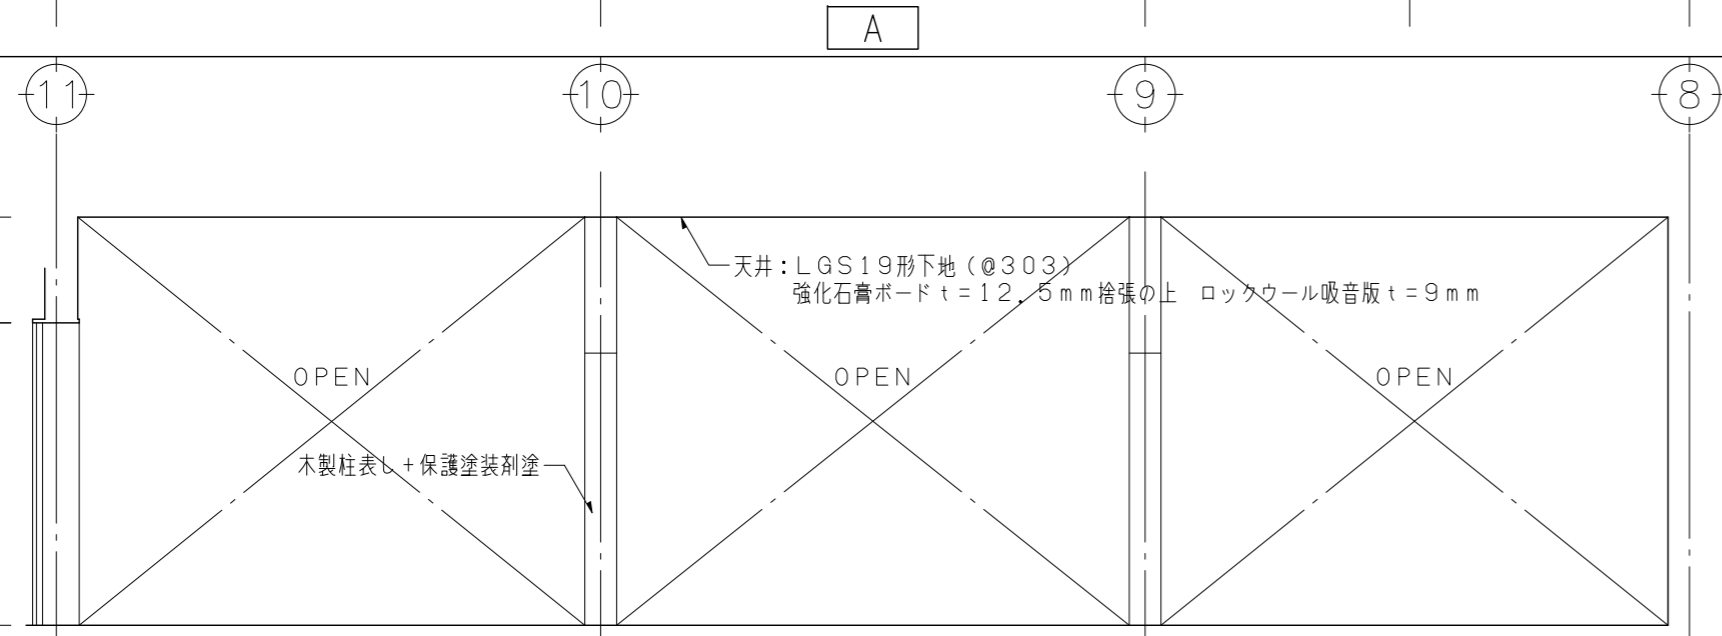 A
11 10 9 8
天井：ＬＧＳ１９形下地（＠３０３）
強化石膏ボードｔ＝１２．５ｍｍ捨張の上　ロックウール吸音版ｔ＝９ｍｍ
ＯＰＥＮ ＯＰＥＮ ＯＰＥＮ
木製柱表し＋保護塗装剤塗